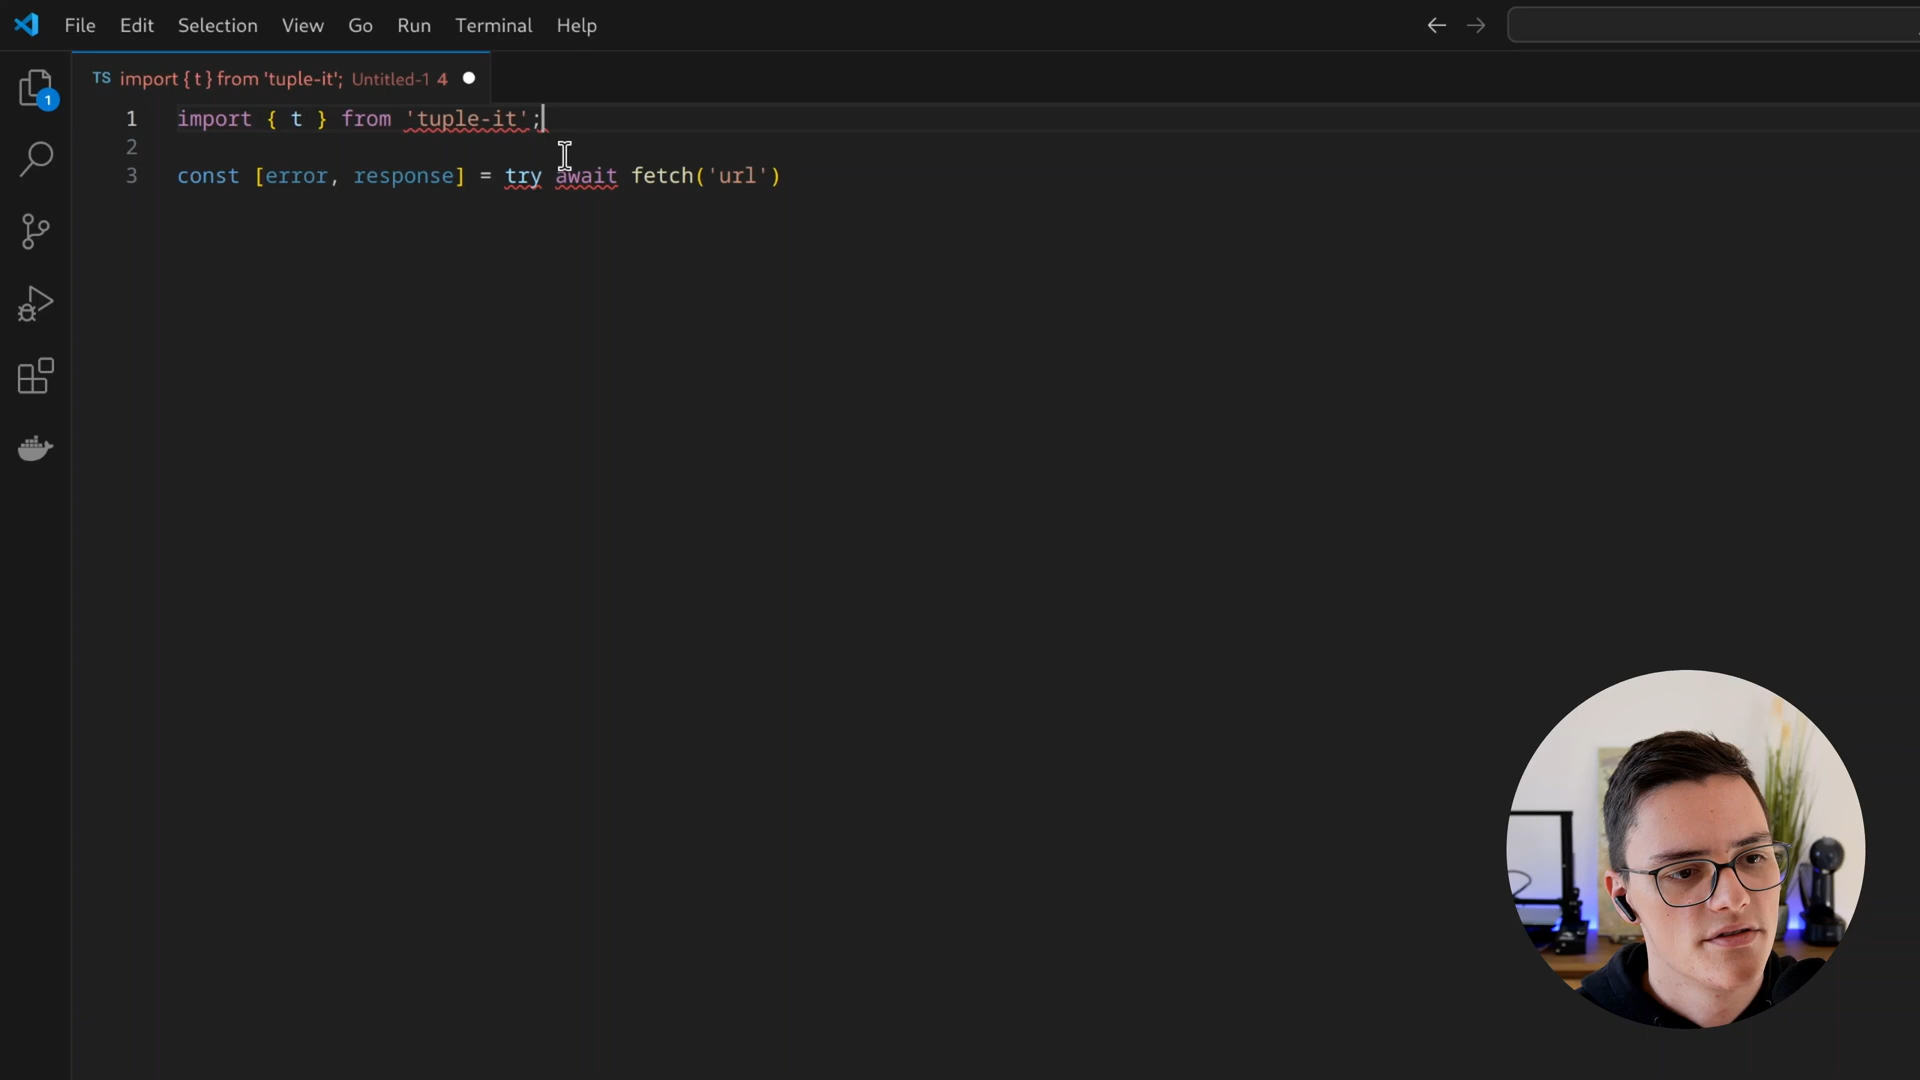 File Edit Selection View Go Run Terminal Help
TS import { t } from 'tuple-it'; Untitled-1 4
1
1 import { t } from 'tuple-it';
2
3 const [error, response] = try await fetch('url')